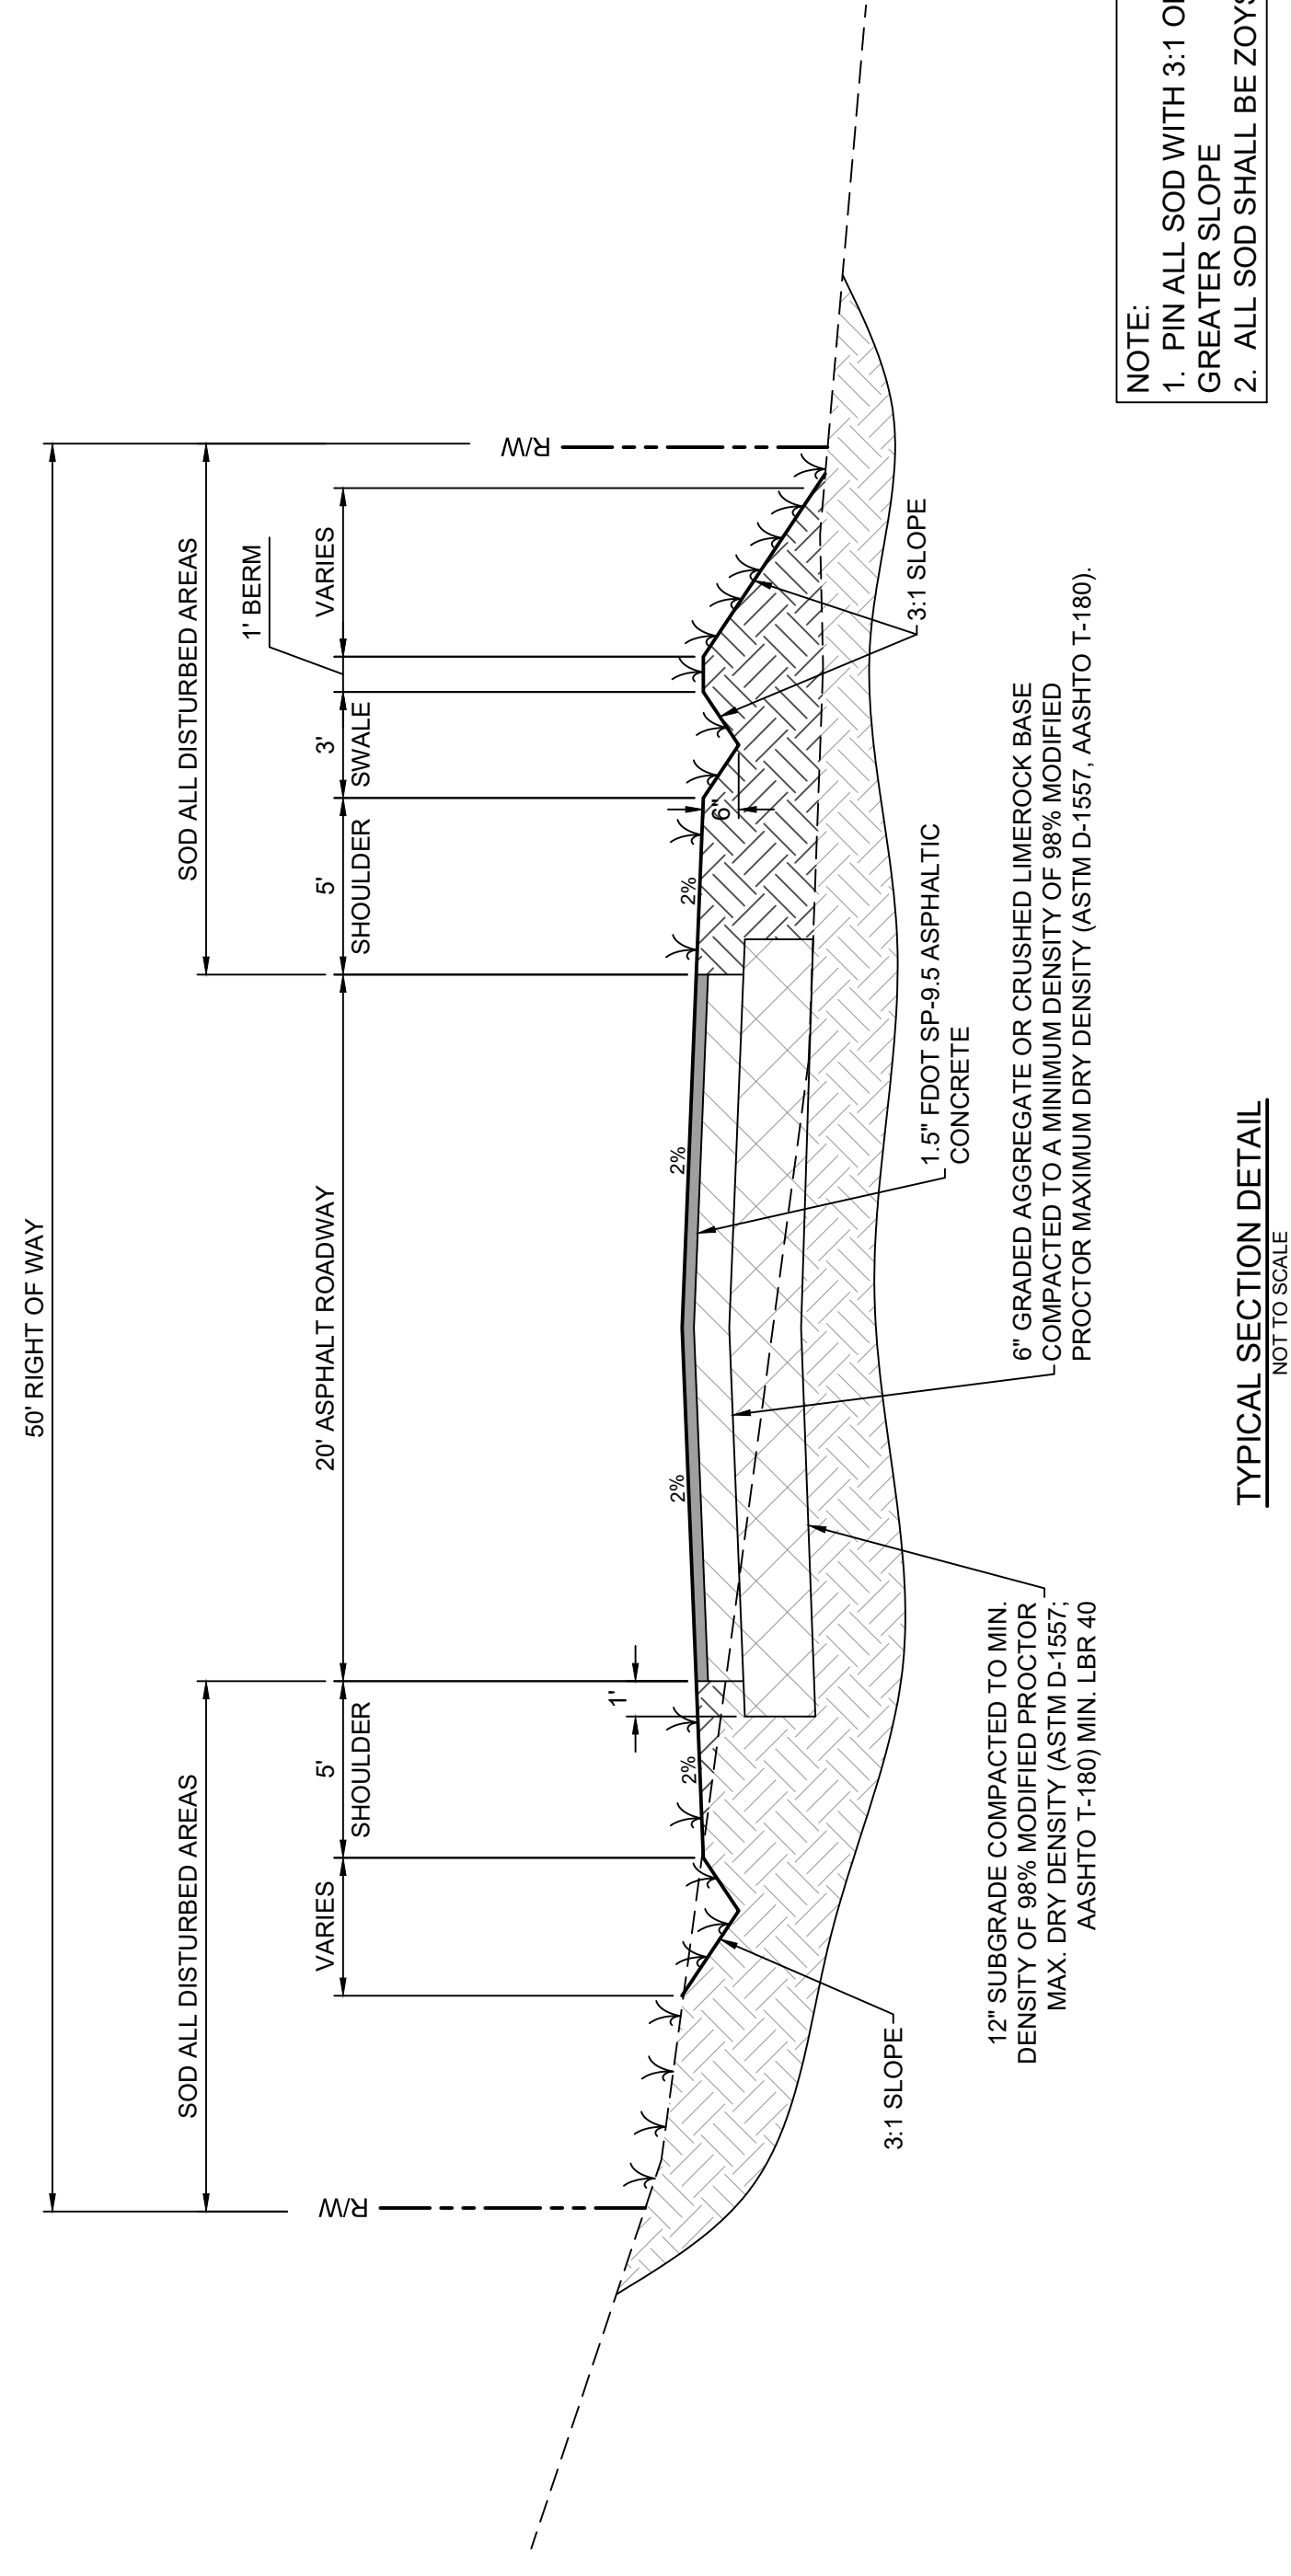 50' RIGHT OF WAY
SOD ALL DISTURBED AREAS
SOD ALL DISTURBED AREAS
1' BERM
VARIES
5'
SHOULDER
20' ASPHALT ROADWAY
5'
SHOULDER
3'
SWALE
VARIES
R/W
R/W
1'
2%
2%
2%
2%
6"
3:1 SLOPE
3:1 SLOPE
1.5" FDOT SP-9.5 ASPHALTIC
CONCRETE
12" SUBGRADE COMPACTED TO MIN.
DENSITY OF 98% MODIFIED PROCTOR
MAX. DRY DENSITY (ASTM D-1557;
AASHTO T-180) MIN. LBR 40
6" GRADED AGGREGATE OR CRUSHED LIMEROCK BASE
COMPACTED TO A MINIMUM DENSITY OF 98% MODIFIED
PROCTOR MAXIMUM DRY DENSITY (ASTM D-1557, AASHTO T-180).
NOTE:
1. PIN ALL SOD WITH 3:1
GREATER SLOPE
2. ALL SOD SHALL BE
TYPICAL SECTION DETAIL
NOT TO SCALE